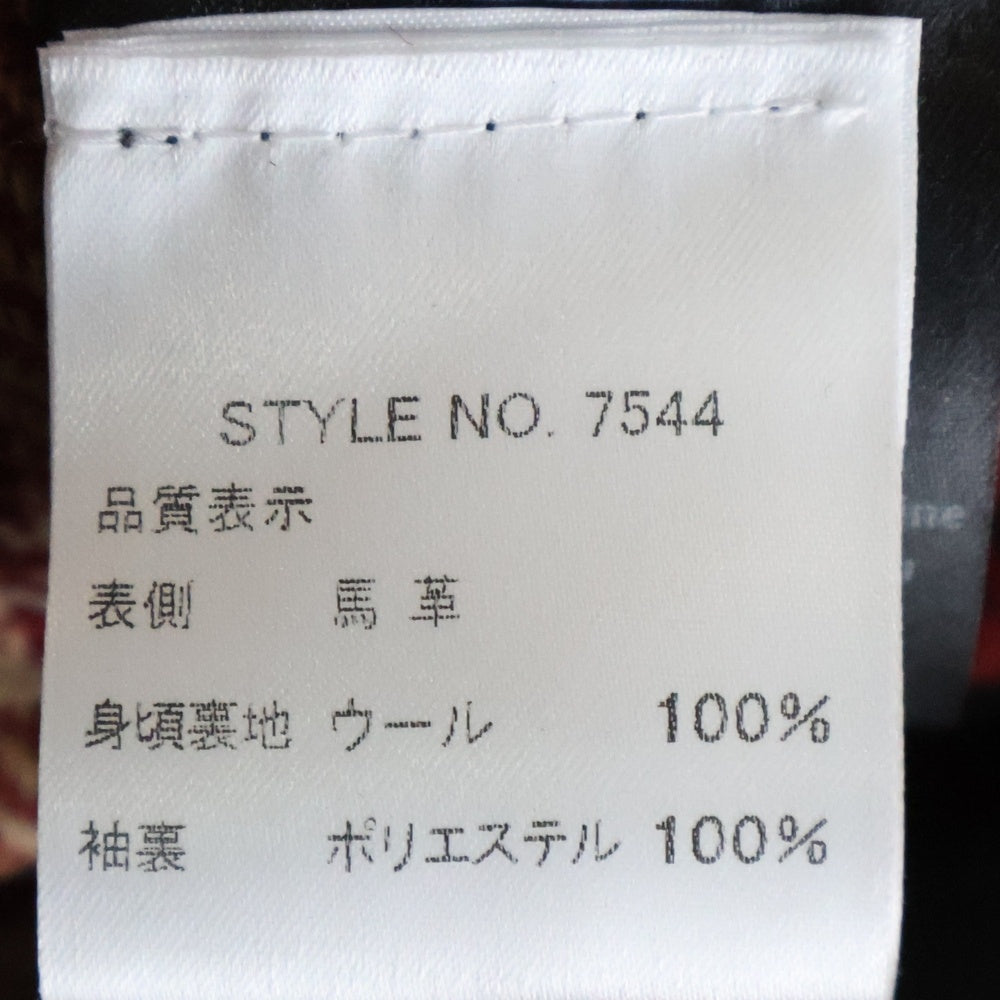 STYLE NO. 7544
品質表示
表側 馬革
身頃裏地 ウール 100%
袖裏 ポリエステル 100%